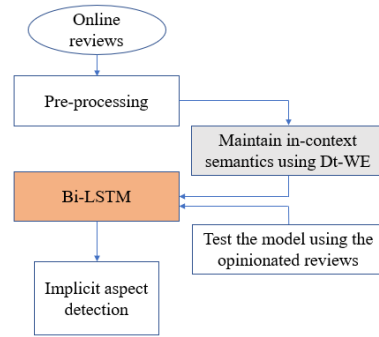 Online
reviews
Pre-processing
Maintain in-context
semantics using Dt-WE
Bi-LSTM
Test the model using the
opinionated reviews
Implicit aspect
detection